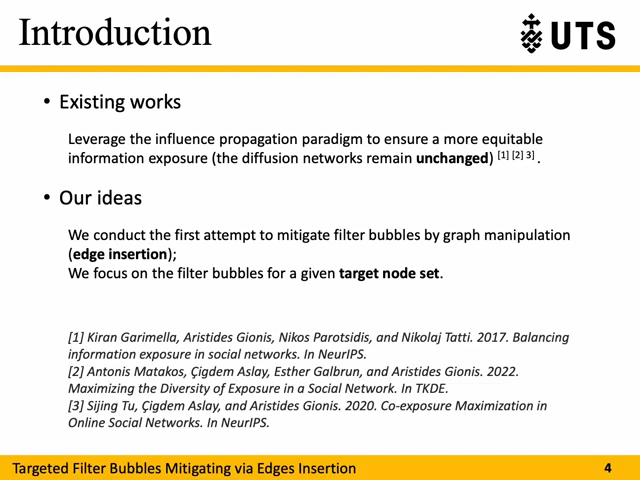 Introduction
UTS
• Existing works
Leverage the influence propagation paradigm to ensure a more equitable
information exposure (the diffusion networks remain unchanged) [1] [2] 3] .
• Our ideas
We conduct the first attempt to mitigate filter bubbles by graph manipulation
(edge insertion);
We focus on the filter bubbles for a given target node set.
[1] Kiran Garimella, Aristides Gionis, Nikos Parotsidis, and Nikolaj Tatti. 2017. Balancing
information exposure in social networks. In NeurIPS.
[2] Antonis Matakos, Çigdem Aslay, Esther Galbrun, and Aristides Gionis. 2022.
Maximizing the Diversity of Exposure in a Social Network. In TKDE.
[3] Sijing Tu, Çigdem Aslay, and Aristides Gionis. 2020. Co-exposure Maximization in
Online Social Networks. In NeurIPS.
Targeted Filter Bubbles Mitigating via Edges Insertion
4